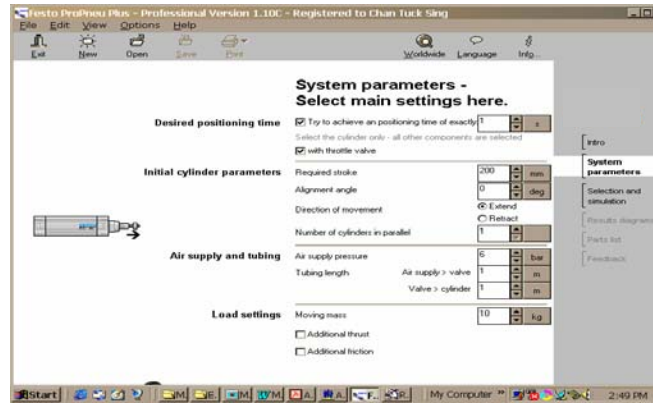 Festo ProPneu Plus - Professional Version 1.10C - Registered to Chan Tuck Sing
File Edit View Options Help
Exit New Open Save Print Worldwide Language Info...
System parameters -
Select main settings here.
Desired positioning time
Try to achieve an positioning time of exactly 1 s
Select the cylinder only - all other components are selected
with throttle valve
Initial cylinder parameters
Required stroke 200 mm
Alignment angle 0 deg
Direction of movement Extend
Retract
Number of cylinders in parallel 1
Air supply and tubing
Air supply pressure 6 bar
Tubing length Air supply > valve 1 m
Valve > cylinder 1 m
Load settings
Moving mass 10 kg
Additional thrust
Additional friction
Intro
System
parameters
Selection and
simulation
Results diagrams
Parts list
Feedback
Start My Computer » 2:49 PM